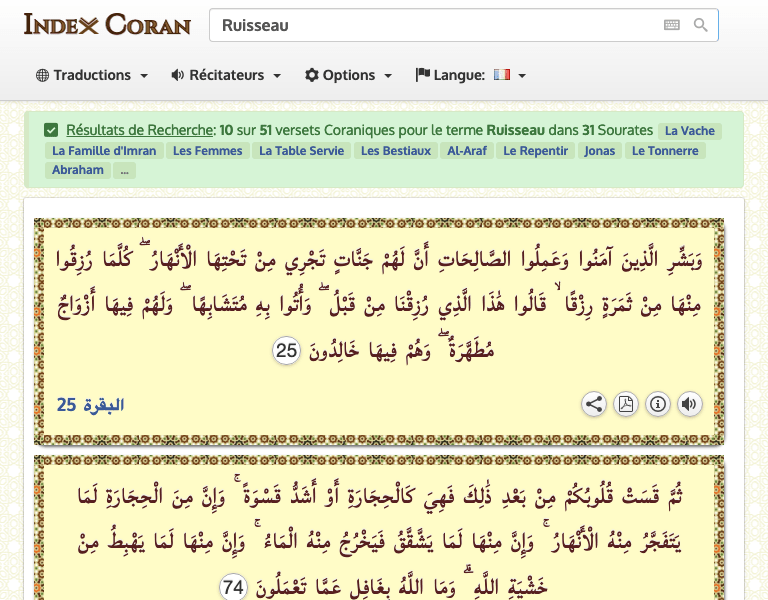 INDEX CORAN
Ruisseau
Traductions Récitateurs Options Langue:
Résultats de Recherche: 10 sur 51 versets Coraniques pour le terme Ruisseau dans 31 Sourates La Vache
La Famille d'Imran Les Femmes La Table Servie Les Bestiaux Al-Araf Le Repentir Jonas Le Tonnerre
Abraham ...
وَبَشِّرِ الَّذِينَ آمَنُوا وَعَمِلُوا الصَّالِحَاتِ أَنَّ لَهُمْ جَنَّاتٍ تَجْرِي مِنْ تَحْتِهَا الْأَنْهَارُ ۖ كُلَّمَا رُزِقُوا
مِنْهَا مِنْ ثَمَرَةٍ رِزْقًا ۙ قَالُوا هَٰذَا الَّذِي رُزِقْنَا مِنْ قَبْلُ ۖ وَأُتُوا بِهِ مُتَشَابِهًا ۖ وَلَهُمْ فِيهَا أَزْوَاجٌ
مُطَهَّرَةٌ ۖ وَهُمْ فِيهَا خَالِدُونَ 25
البقرة 25
ثُمَّ قَسَتْ قُلُوبُكُمْ مِنْ بَعْدِ ذَٰلِكَ فَهِيَ كَالْحِجَارَةِ أَوْ أَشَدُّ قَسْوَةً ۚ وَإِنَّ مِنَ الْحِجَارَةِ لَمَا
يَتَفَجَّرُ مِنْهُ الْأَنْهَارُ ۚ وَإِنَّ مِنْهَا لَمَا يَشَّقَّقُ فَيَخْرُجُ مِنْهُ الْمَاءُ ۚ وَإِنَّ مِنْهَا لَمَا يَهْبِطُ مِنْ
خَشْيَةِ اللَّهِ ۗ وَمَا اللَّهُ بِغَافِلٍ عَمَّا تَعْمَلُونَ 74